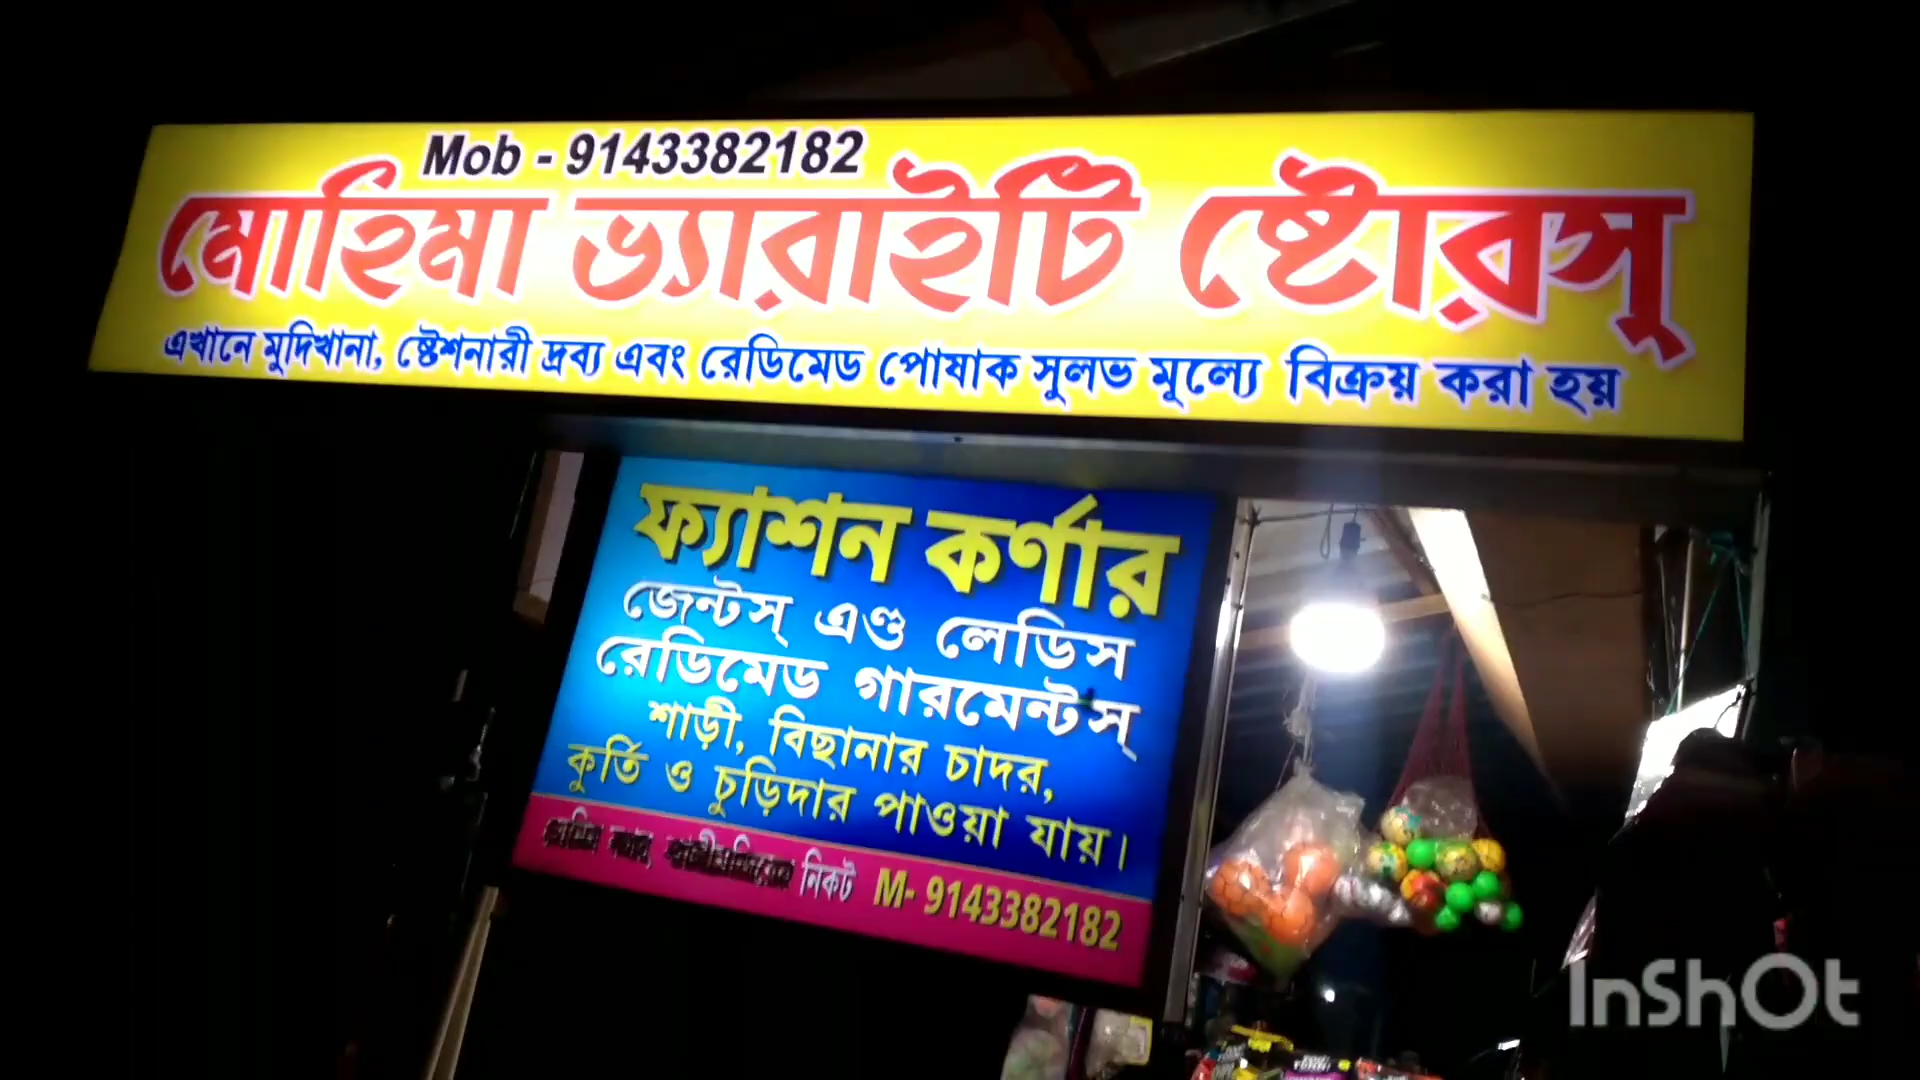 Mob - 9143382182
মোহিমা ভ্যারাইটি ষ্টোরস্
এখানে মুদিখানা, ষ্টেশনারী দ্রব্য এবং রেডিমেড পোষাক সুলভ মূল্যে বিক্রয় করা হয়
ফ্যাশন কর্ণার
জেন্টস্ এণ্ড লেডিস
রেডিমেড গারমেন্টস্
শাড়ী, বিছানার চাদর,
কুর্তি ও চুড়িদার পাওয়া যায়।
নিকট M- 9143382182
InShOt